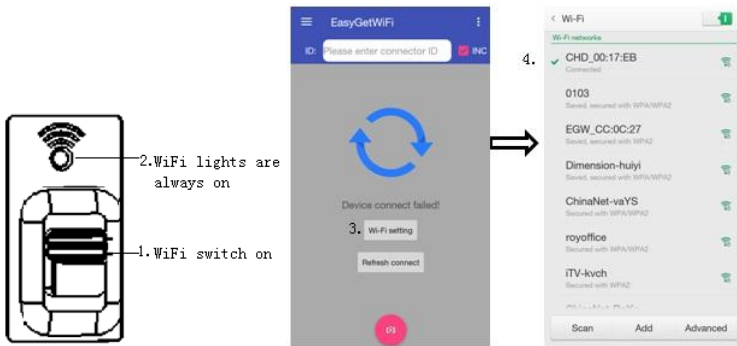 2.WiFi lights are
always on
1.WiFi switch on
EasyGetWiFi
ID: Please enter connector ID INC
Device connect failed!
3. Wi-Fi setting
Refresh connect
Wi-Fi
Wi-Fi networks
4. CHD_00:17:EB
Connected
0103
Saved, secured with WPA/WPA2
EGW_CC:0C:27
Saved, secured with WPA2
Dimension-huiyi
Saved, secured with WPA/WPA2
ChinaNet-vaYS
Secured with WPA/WPA2
royoffice
Secured with WPA/WPA2
iTV-kvch
Secured with WPA2
Scan Add Advanced